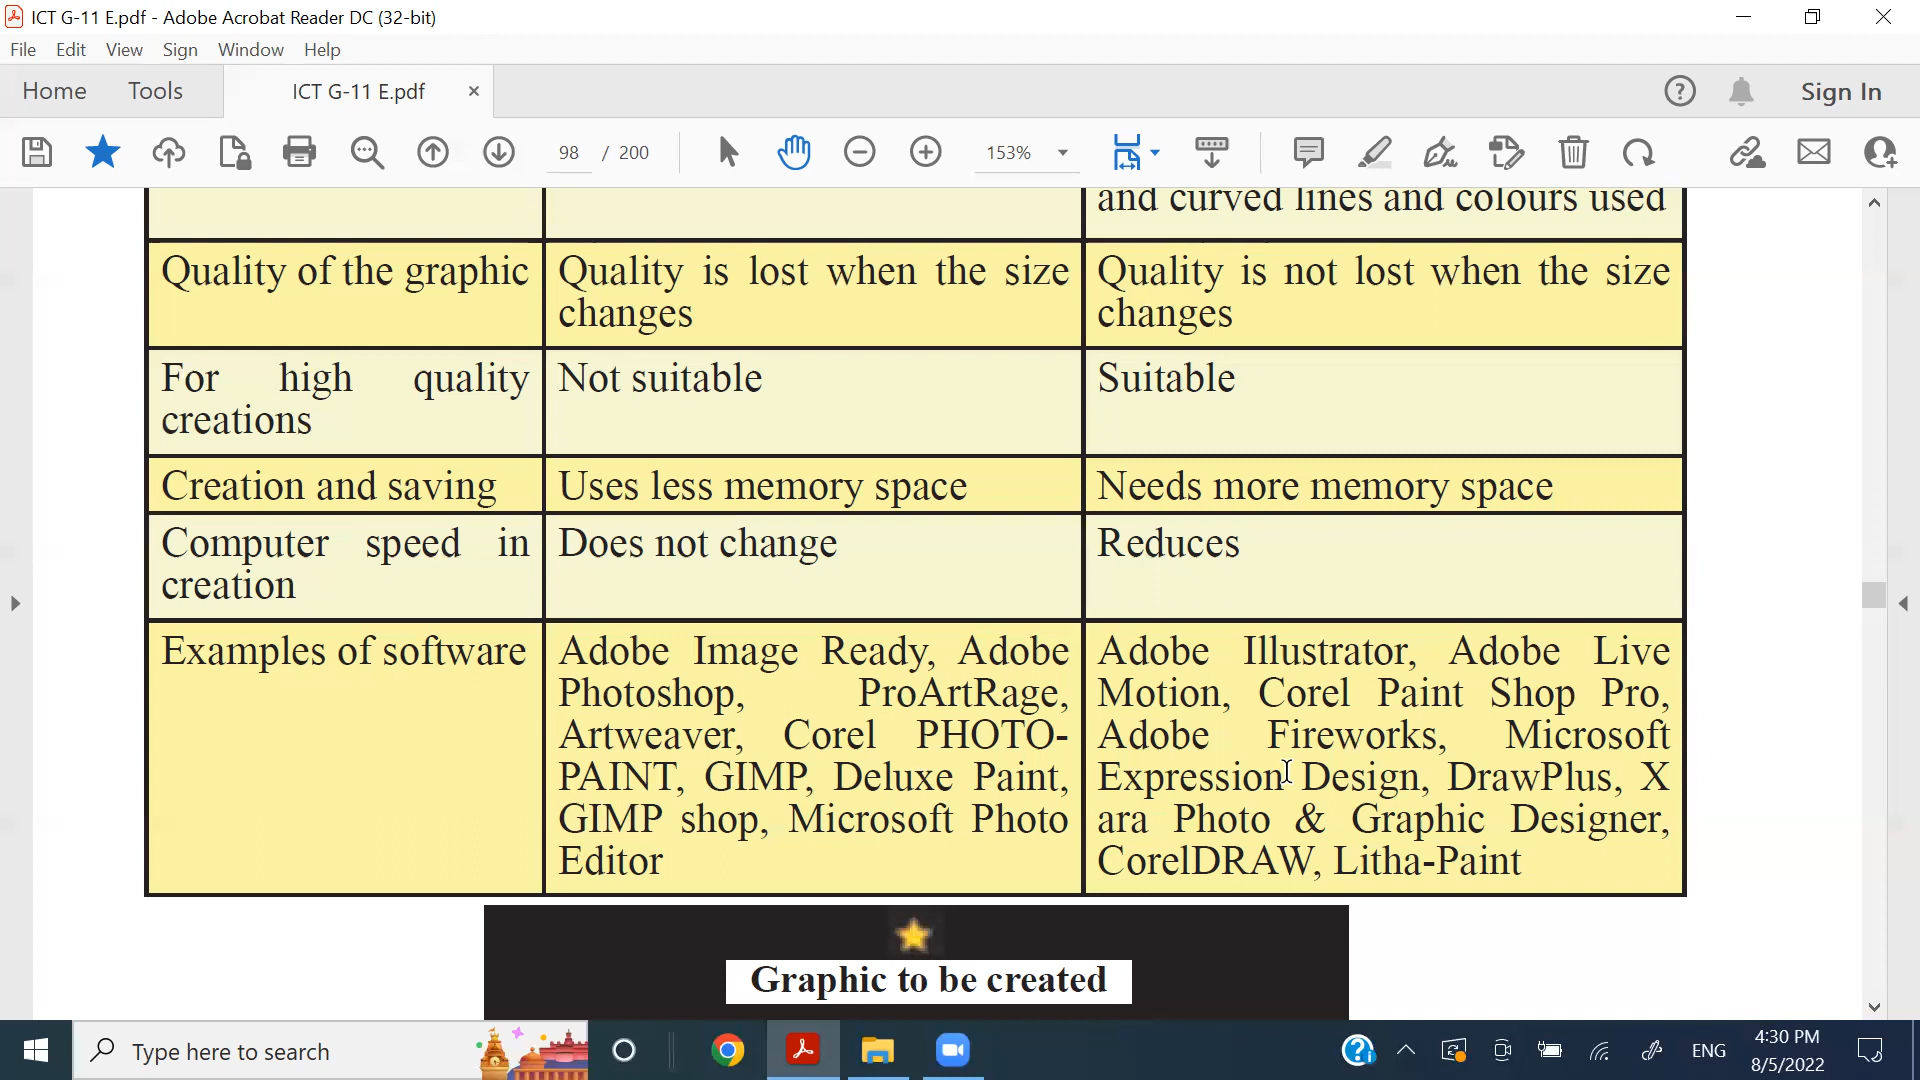 ICT G-11 E.pdf - Adobe Acrobat Reader DC (32-bit)
File Edit View Sign Window Help
Home Tools ICT G-11 E.pdf × Sign In
98 / 200 153%
and curved lines and colours used
Quality of the graphic
Quality is lost when the size
changes
Quality is not lost when the size
changes
For high quality
creations
Not suitable
Suitable
Creation and saving
Uses less memory space
Needs more memory space
Computer speed in
creation
Does not change
Reduces
Examples of software
Adobe Image Ready, Adobe
Photoshop, ProArtRage,
Artweaver, Corel PHOTO-
PAINT, GIMP, Deluxe Paint,
GIMP shop, Microsoft Photo
Editor
Adobe Illustrator, Adobe Live
Motion, Corel Paint Shop Pro,
Adobe Fireworks, Microsoft
Expression Design, DrawPlus, X
ara Photo & Graphic Designer,
CorelDRAW, Litha-Paint
Graphic to be created
Type here to search
ENG
4:30 PM
8/5/2022